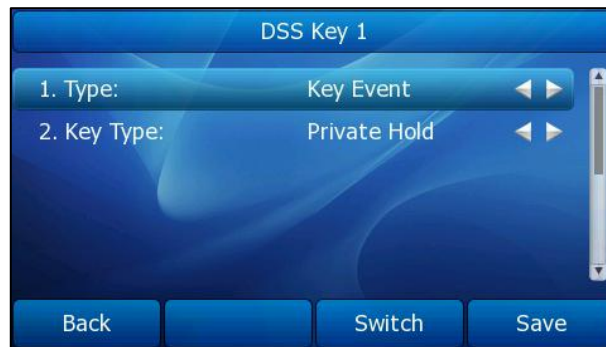 DSS Key 1
1. Type: Key Event
2. Key Type: Private Hold
Back Switch Save